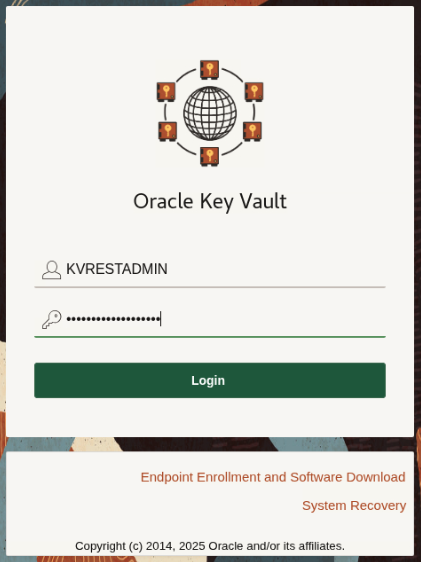 Oracle Key Vault
KVRESTADMIN
•••••••••••••••••••
Login
Endpoint Enrollment and Software Download
System Recovery
Copyright (c) 2014, 2025 Oracle and/or its affiliates.